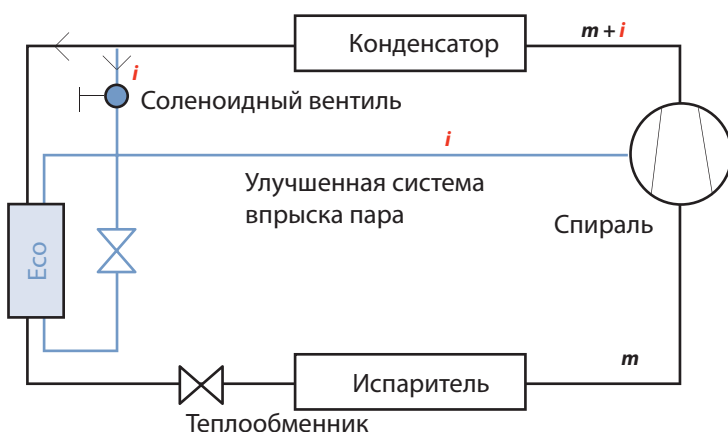 Конденсатор
m + i
i
Соленоидный вентиль
i
Улучшенная система
впрыска пара
Спираль
Eco
m
Испаритель
Теплообменник